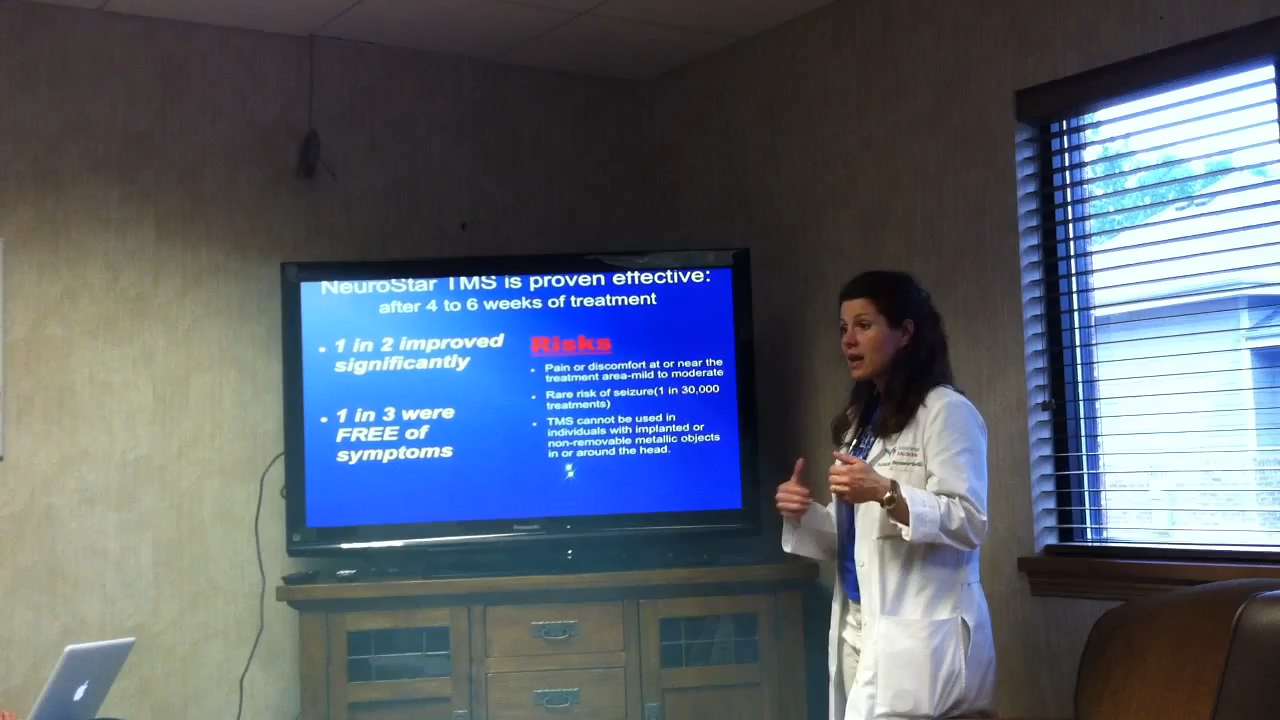 NeuroStar TMS is proven effective:
after 4 to 6 weeks of treatment
• 1 in 2 improved
significantly
• 1 in 3 were
FREE of
symptoms
Risks
• Pain or discomfort at or near the
treatment area-mild to moderate
• Rare risk of seizure(1 in 30,000
treatments)
• TMS cannot be used in
individuals with implanted or
non-removable metallic objects
in or around the head.
Panasonic